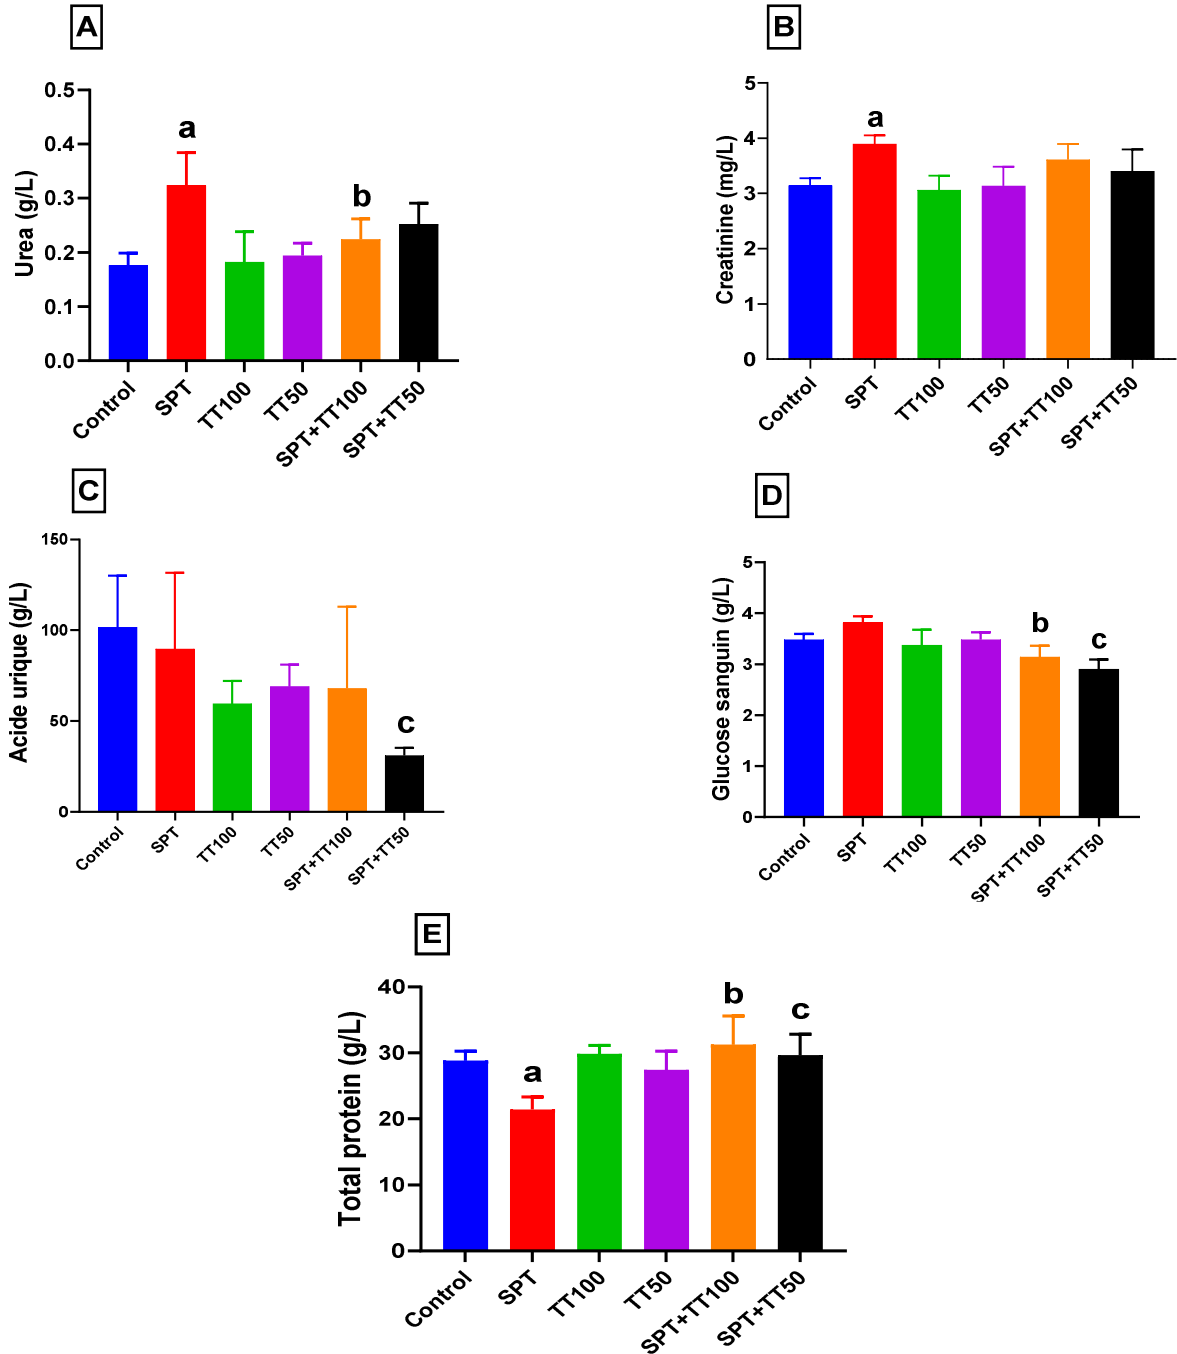 A
Urea (g/L)
0.5
0.4
0.3
0.2
0.1
0.0
a
b
Control
SPT
TT100
TT50
SPT+TT100
SPT+TT50
B
Creatinine (mg/L)
5
4
3
2
1
0
a
Control
SPT
TT100
TT50
SPT+TT100
SPT+TT50
C
Acide urique (g/L)
150
100
50
0
c
Control
SPT
TT100
TT50
SPT+TT100
SPT+TT50
D
Glucose sanguin (g/L)
5
4
3
2
1
0
b
c
Control
SPT
TT100
TT50
SPT+TT100
SPT+TT50
E
Total protein (g/L)
40
30
20
10
0
a
b
c
Control
SPT
TT100
TT50
SPT+TT100
SPT+TT50